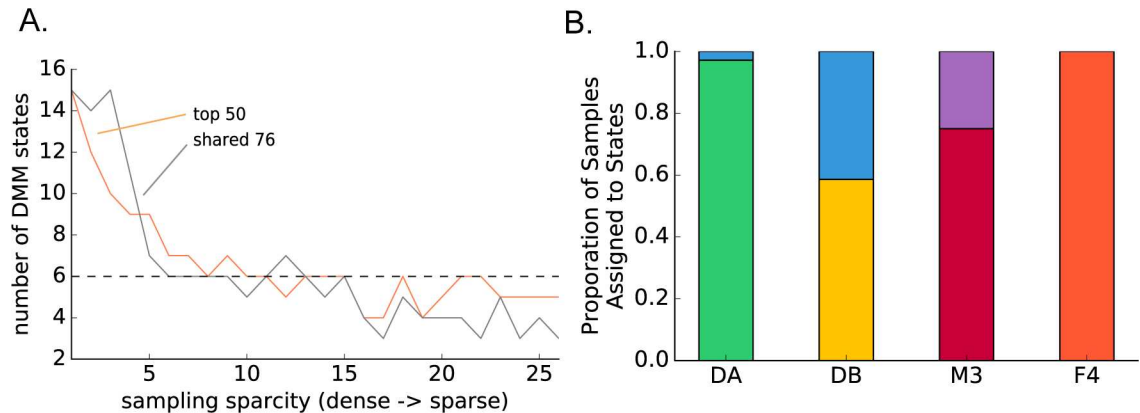 A.
16
14
12
10
8
6
4
2
number of DMM states
top 50
shared 76
5
10
15
20
25
sampling sparcity (dense -> sparse)
B.
1.0
0.8
0.6
0.4
0.2
0.0
Proporation of Samples
Assigned to States
DA
DB
M3
F4